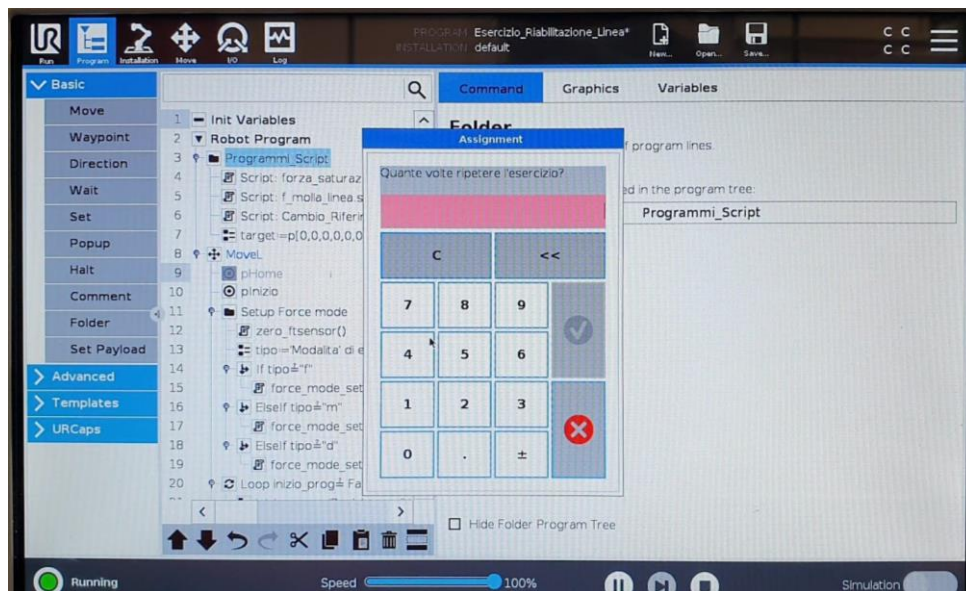 PROGRAM Esercizio_Riabilitazione_Linea*
INSTALLATION default
New... Open... Save...
C C
C C
Run Program Installation Move I/O Log
Basic
Move
Waypoint
Direction
Wait
Set
Popup
Halt
Comment
Folder
Set Payload
Advanced
Templates
URCaps
1 Init Variables
2 Robot Program
3 Programmi_Script
4 Script: forza_saturaz
5 Script: f_molla_linea.s
6 Script: Cambio_Riferin
7 target:=p[0,0,0,0,0,0
8 MoveL
9 pHome
10 pInizio
11 Setup Force mode
12 zero_ftsensor()
13 tipo:='Modalita' di e
14 If tipo≟"f"
15 force_mode_set
16 ElseIf tipo≟"m"
17 force_mode_set
18 ElseIf tipo≟"d"
19 force_mode_set
20 Loop inizio_prog≟ Fa
Command Graphics Variables
Folder
f program lines.
ed in the program tree:
Programmi_Script
Hide Folder Program Tree
Assignment
Quante volte ripetere l'esercizio?
C <<
7 8 9
4 5 6
1 2 3
0 . ±
Running
Speed 100%
Simulation